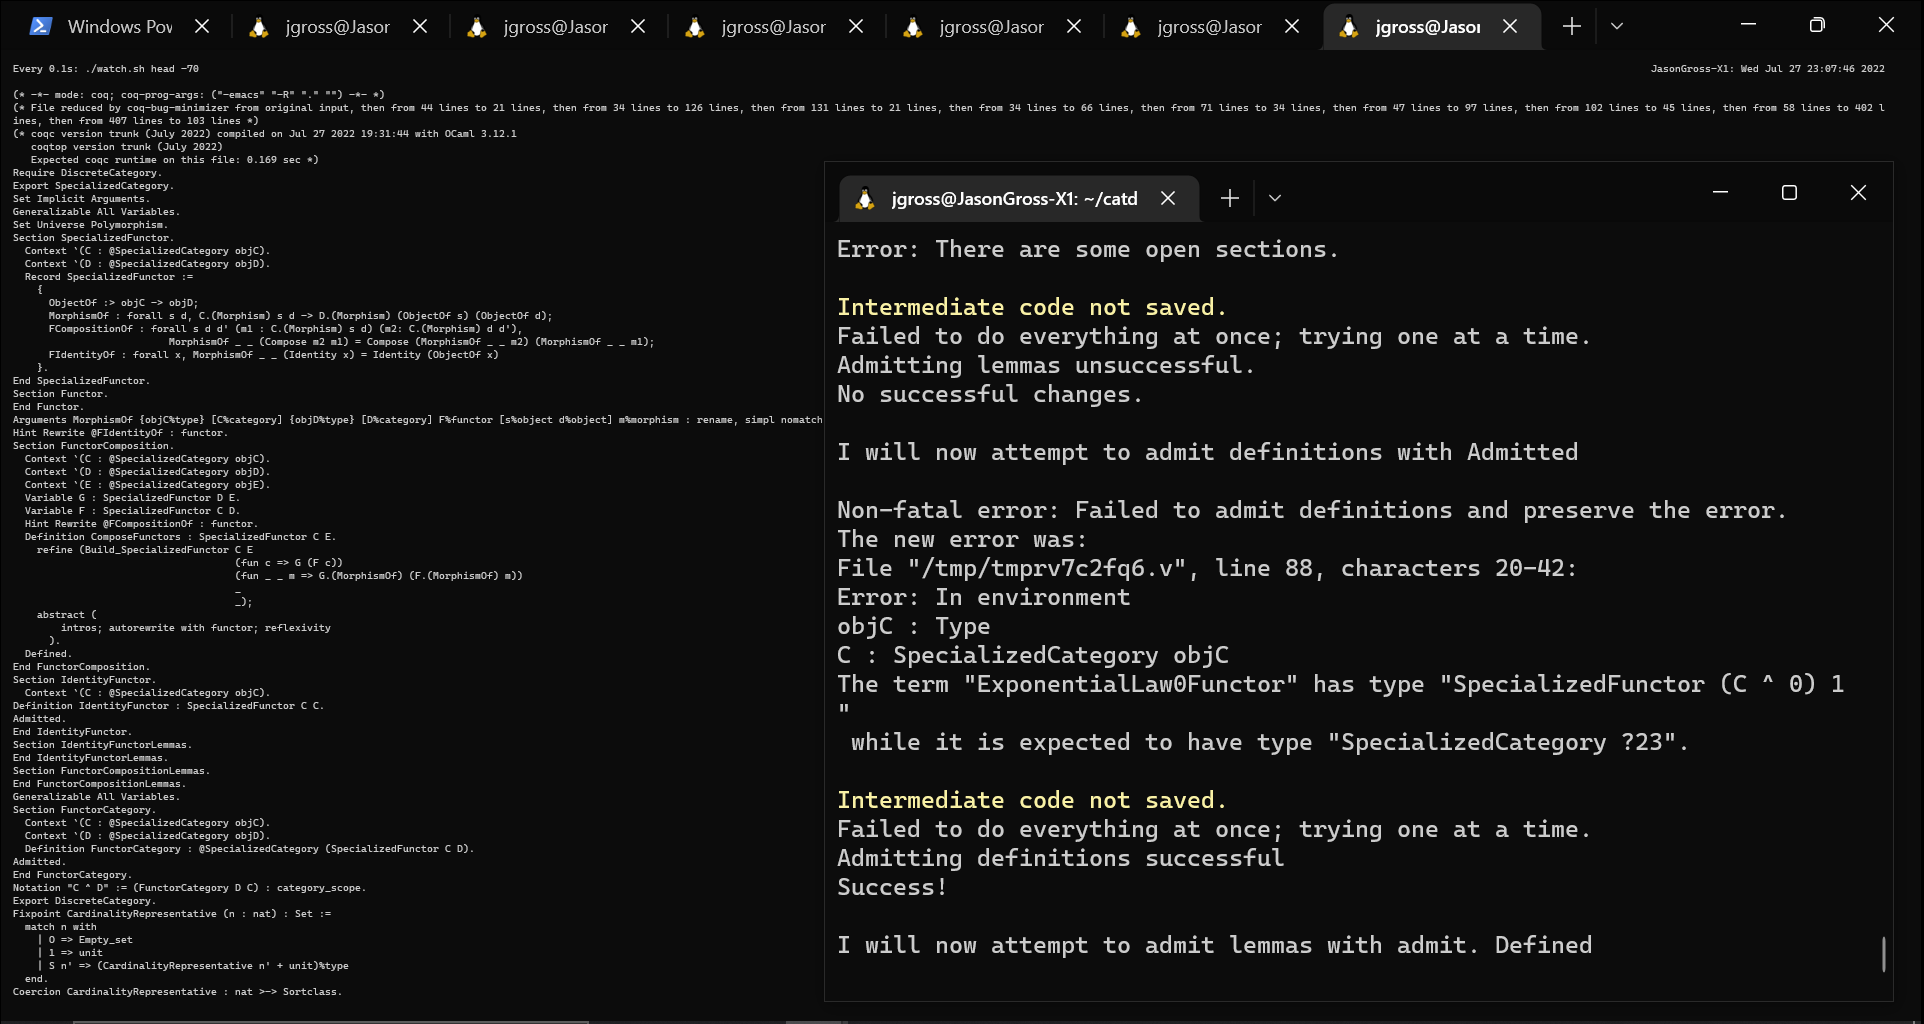 Windows Pov
jgross@Jasor
jgross@Jasor
jgross@Jasor
jgross@Jasor
jgross@Jasor
jgross@Jasor
Every 0.1s: ./watch.sh head -70
JasonGross-X1: Wed Jul 27 23:07:46 2022
(* -*- mode: coq; coq-prog-args: ("-emacs" "-R" "." "") -*- *)
(* File reduced by coq-bug-minimizer from original input, then from 44 lines to 21 lines, then from 34 lines to 126 lines, then from 131 lines to 21 lines, then from 34 lines to 66 lines, then from 71 lines to 34 lines, then from 47 lines to 97 lines, then from 102 lines to 45 lines, then from 58 lines to 402 l
ines, then from 407 lines to 103 lines *)
(* coqc version trunk (July 2022) compiled on Jul 27 2022 19:31:44 with OCaml 3.12.1
coqtop version trunk (July 2022)
Expected coqc runtime on this file: 0.169 sec *)
Require DiscreteCategory.
Export SpecializedCategory.
Set Implicit Arguments.
Generalizable All Variables.
Set Universe Polymorphism.
Section SpecializedFunctor.
Context `(C : @SpecializedCategory objC).
Context `(D : @SpecializedCategory objD).
Record SpecializedFunctor :=
{
ObjectOf :> objC -> objD;
MorphismOf : forall s d, C.(Morphism) s d -> D.(Morphism) (ObjectOf s) (ObjectOf d);
FCompositionOf : forall s d d' (m1 : C.(Morphism) s d) (m2: C.(Morphism) d d'),
MorphismOf _ _ (Compose m2 m1) = Compose (MorphismOf _ _ m2) (MorphismOf _ _ m1);
FIdentityOf : forall x, MorphismOf _ _ (Identity x) = Identity (ObjectOf x)
}.
End SpecializedFunctor.
Section Functor.
End Functor.
Arguments MorphismOf {objC%type} [C%category] {objD%type} [D%category] F%functor [s%object d%object] m%morphism : rename, simpl nomatch
Hint Rewrite @FIdentityOf : functor.
Section FunctorComposition.
Context `(C : @SpecializedCategory objC).
Context `(D : @SpecializedCategory objD).
Context `(E : @SpecializedCategory objE).
Variable G : SpecializedFunctor D E.
Variable F : SpecializedFunctor C D.
Hint Rewrite @FCompositionOf : functor.
Definition ComposeFunctors : SpecializedFunctor C E.
refine (Build_SpecializedFunctor C E
(fun c => G (F c))
(fun _ _ m => G.(MorphismOf) (F.(MorphismOf) m))
_
_);
abstract (
intros; autorewrite with functor; reflexivity
).
Defined.
End FunctorComposition.
Section IdentityFunctor.
Context `(C : @SpecializedCategory objC).
Definition IdentityFunctor : SpecializedFunctor C C.
Admitted.
End IdentityFunctor.
Section IdentityFunctorLemmas.
End IdentityFunctorLemmas.
Section FunctorCompositionLemmas.
End FunctorCompositionLemmas.
Generalizable All Variables.
Section FunctorCategory.
Context `(C : @SpecializedCategory objC).
Context `(D : @SpecializedCategory objD).
Definition FunctorCategory : @SpecializedCategory (SpecializedFunctor C D).
Admitted.
End FunctorCategory.
Notation "C ^ D" := (FunctorCategory D C) : category_scope.
Export DiscreteCategory.
Fixpoint CardinalityRepresentative (n : nat) : Set :=
match n with
| O => Empty_set
| 1 => unit
| S n' => (CardinalityRepresentative n' + unit)%type
end.
Coercion CardinalityRepresentative : nat >-> Sortclass.
jgross@JasonGross-X1: ~/catd
Error: There are some open sections.
Intermediate code not saved.
Failed to do everything at once; trying one at a time.
Admitting lemmas unsuccessful.
No successful changes.
I will now attempt to admit definitions with Admitted
Non-fatal error: Failed to admit definitions and preserve the error.
The new error was:
File "/tmp/tmprv7c2fq6.v", line 88, characters 20-42:
Error: In environment
objC : Type
C : SpecializedCategory objC
The term "ExponentialLaw0Functor" has type "SpecializedFunctor (C ^ 0) 1
"
while it is expected to have type "SpecializedCategory ?23".
Intermediate code not saved.
Failed to do everything at once; trying one at a time.
Admitting definitions successful
Success!
I will now attempt to admit lemmas with admit. Defined